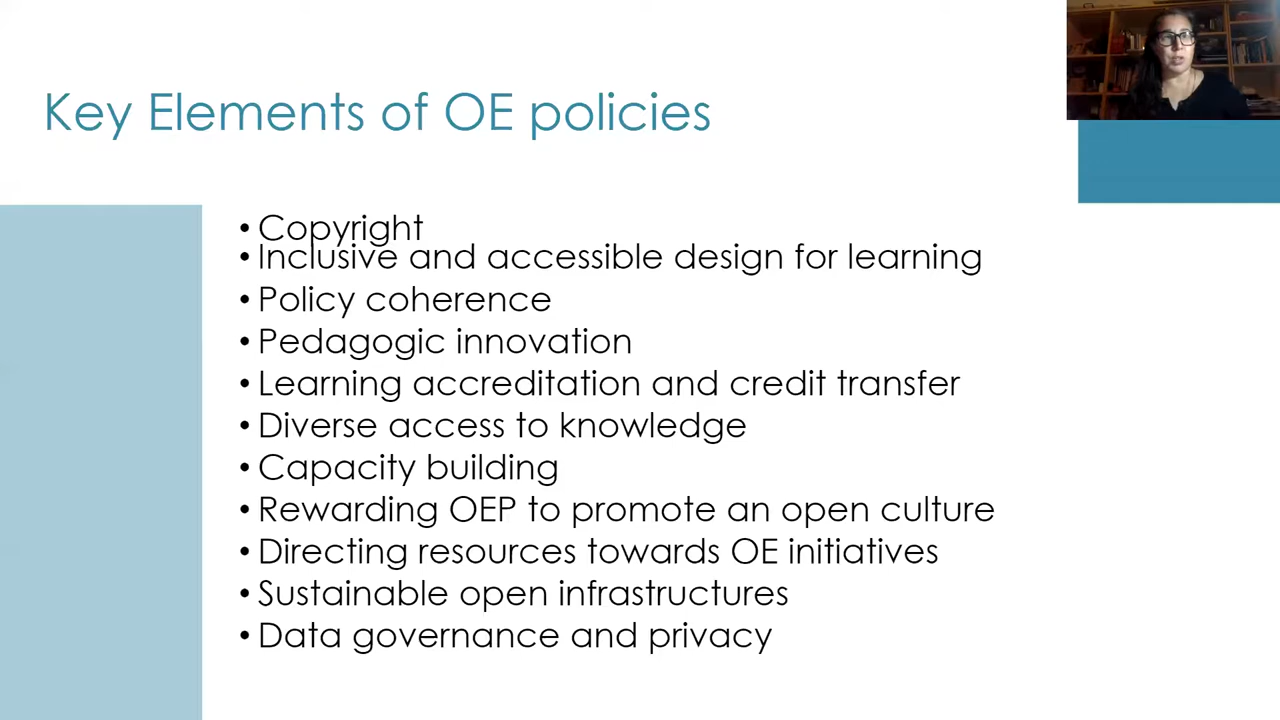 Key Elements of OE policies
• Copyright
• Inclusive and accessible design for learning
• Policy coherence
• Pedagogic innovation
• Learning accreditation and credit transfer
• Diverse access to knowledge
• Capacity building
• Rewarding OEP to promote an open culture
• Directing resources towards OE initiatives
• Sustainable open infrastructures
• Data governance and privacy